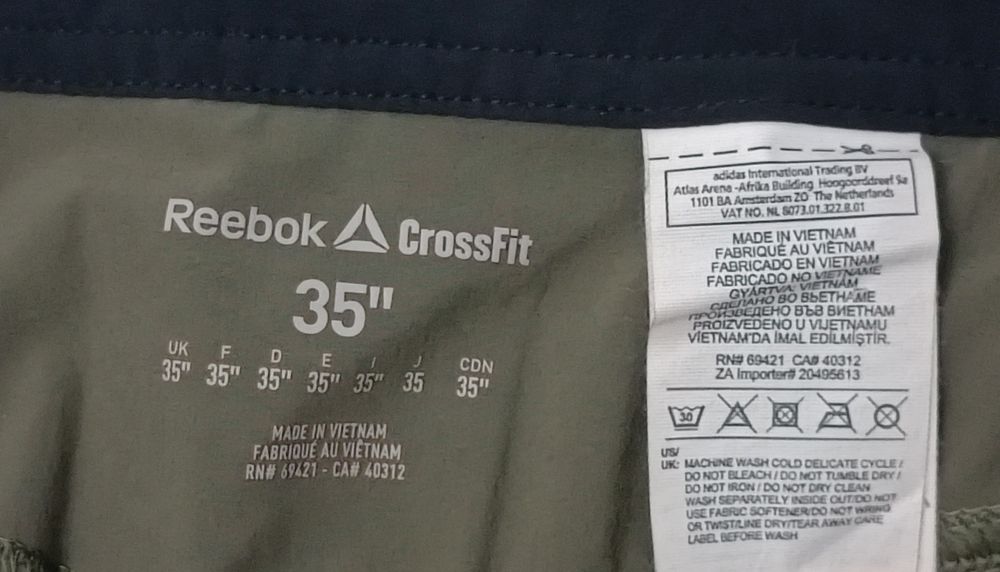 Reebok CrossFit
35"
UK F D E I J CDN
35" 35" 35" 35" 35" 35 35"
MADE IN VIETNAM
FABRIQUÉ AU VIÊTNAM
RN# 69421 - CA# 40312
adidas International Trading BV
Atlas Arena -Afrika Building Hoogoorddreef 9a
1101 BA Amsterdam ZO The Netherlands
VAT NO. NL 8073.01.322.B.01
MADE IN VIETNAM
FABRIQUÉ AU VIÊTNAM
FABRICADO EN VIETNAM
FABRICADO NO VIETNAME
GYÁRTVA: VIETNÁM
СДЕЛАНО ВО ВЬЕТНАМЕ
ПРОИЗВЕДЕНО ВЪВ ВИЕТНАМ
PROIZVEDENO U VIJETNAMU
VİETNAM'DA İMAL EDİLMİŞTİR.
RN# 69421 CA# 40312
ZA Importer# 20495613
30
US/
UK: MACHINE WASH COLD DELICATE CYCLE /
DO NOT BLEACH / DO NOT TUMBLE DRY /
DO NOT IRON / DO NOT DRY CLEAN
WASH SEPARATELY INSIDE OUT/DO NOT
USE FABRIC SOFTENER/DO NOT WRING
OR TWIST/LINE DRY/TEAR AWAY CARE
LABEL BEFORE WASH